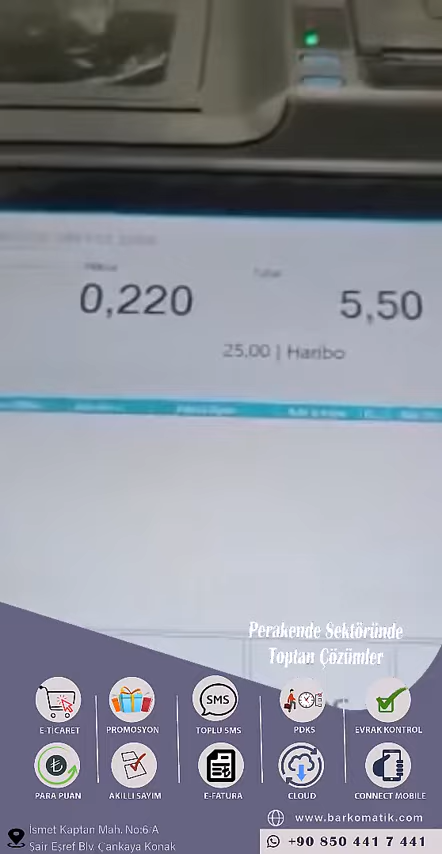 0,220
5,50
25,00 | Haribo
Perakende Sektöründe
Toptan Çözümler
SMS
E-TİCARET
PROMOSYON
TOPLU SMS
PDKS
EVRAK KONTROL
PARA PUAN
AKILLI SAYIM
E-FATURA
CLOUD
CONNECT MOBILE
www.barkomatik.com
İsmet Kaptan Mah. No:6/A
Şair Eşref Blv. Çankaya Konak
+90 850 441 7 441